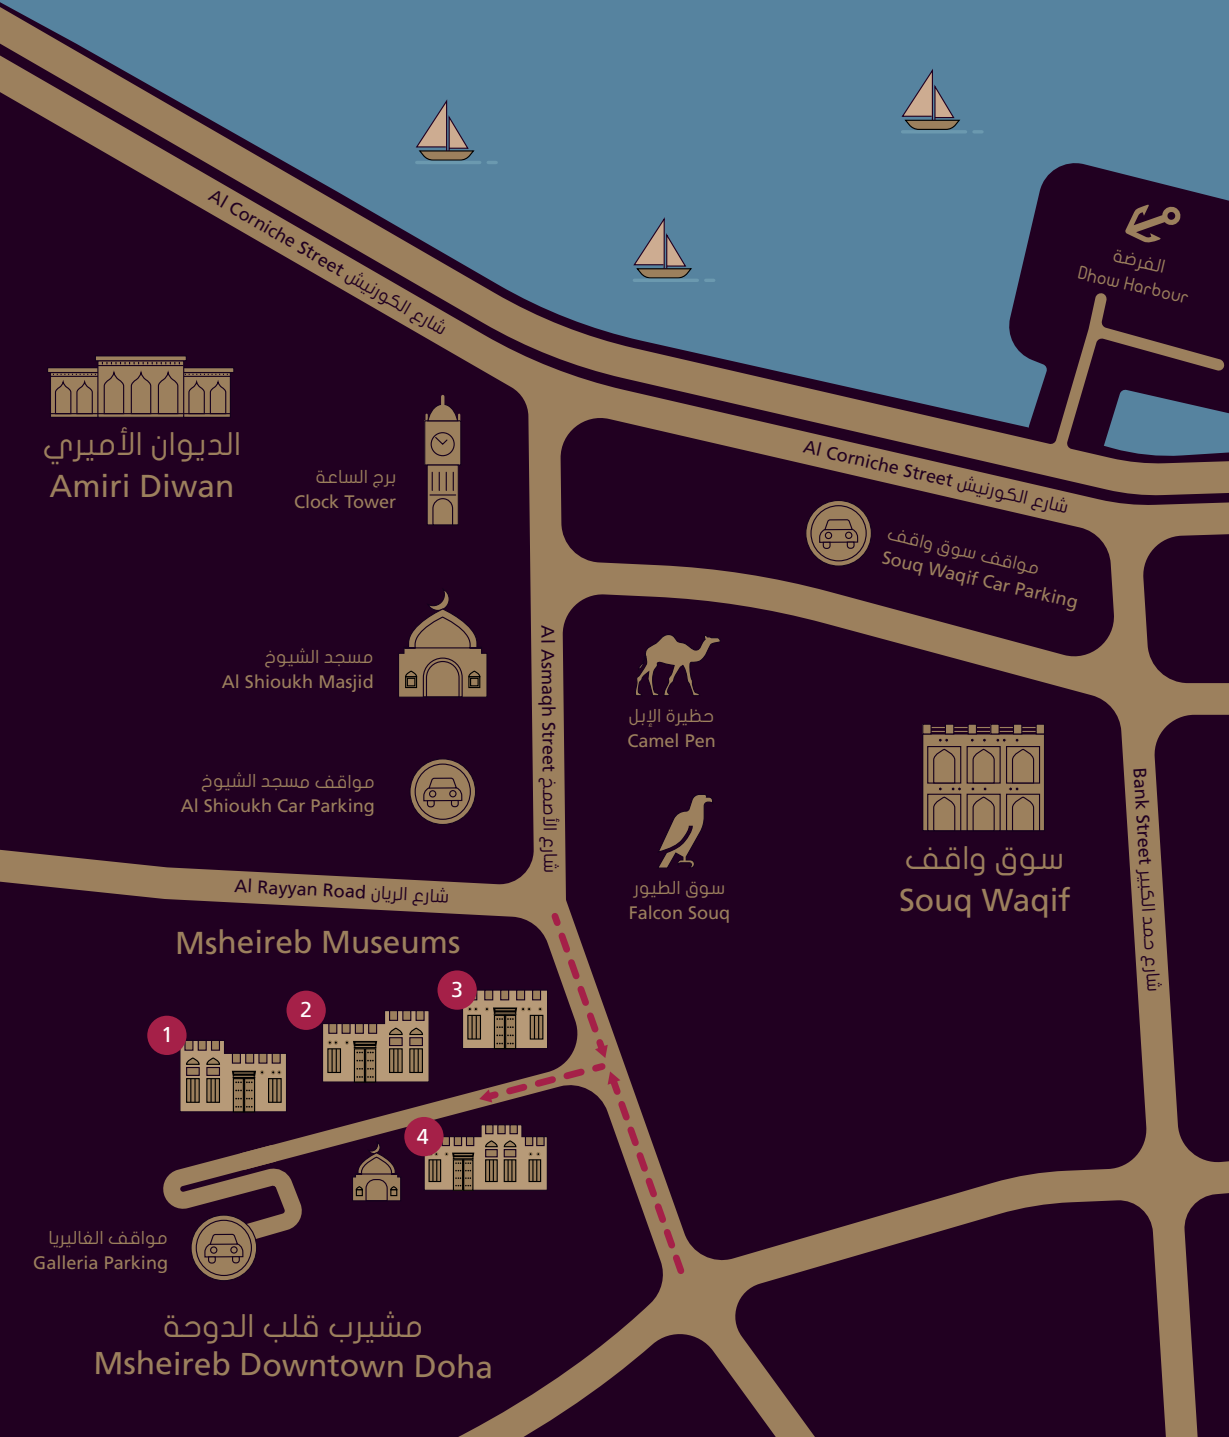 Al Corniche Street شارع الكورنيش
الفرضة
Dhow Harbour
الديوان الأميري
Amiri Diwan
برج الساعة
Clock Tower
Al Corniche Street شارع الكورنيش
مواقف سوق واقف
Souq Waqif Car Parking
مسجد الشيوخ
Al Shioukh Masjid
Al Asmaqh Street شارع الأصمخ
حظيرة الإبل
Camel Pen
مواقف مسجد الشيوخ
Al Shioukh Car Parking
سوق واقف
Souq Waqif
Bank Street شارع حمد الكبير
سوق الطيور
Falcon Souq
Al Rayyan Road شارع الريان
Msheireb Museums
3
2
1
4
مواقف الغاليريا
Galleria Parking
مشيرب قلب الدوحة
Msheireb Downtown Doha